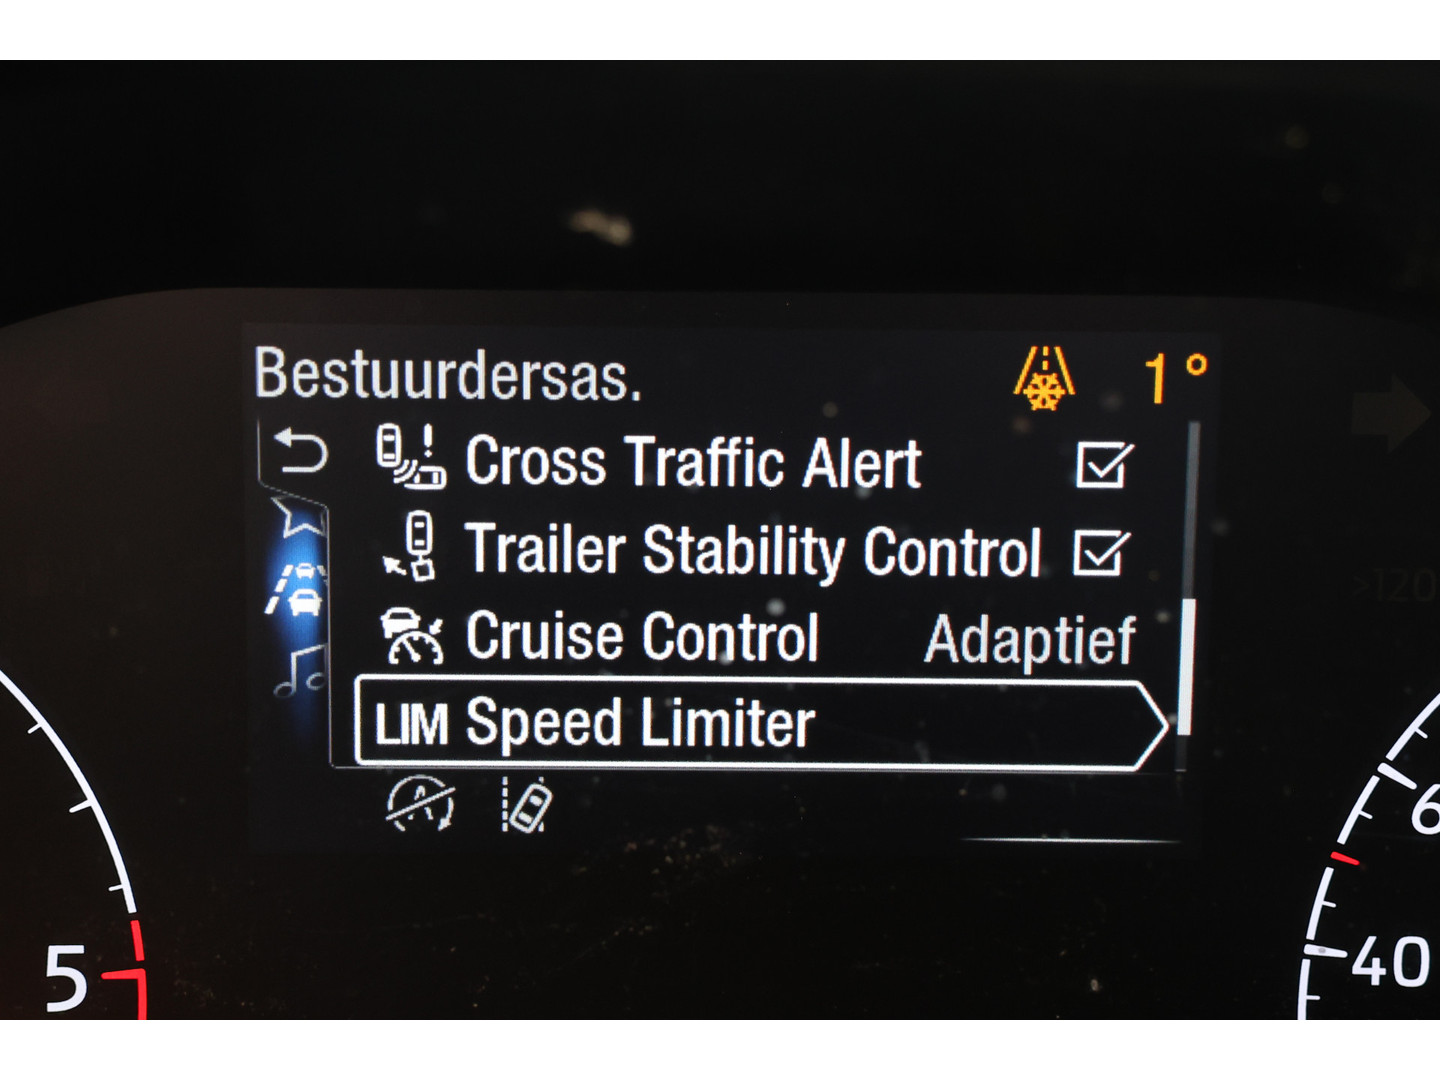 Bestuurdersas.
1°
Cross Traffic Alert
Trailer Stability Control
Cruise Control Adaptief
LIM Speed Limiter
5
6
40